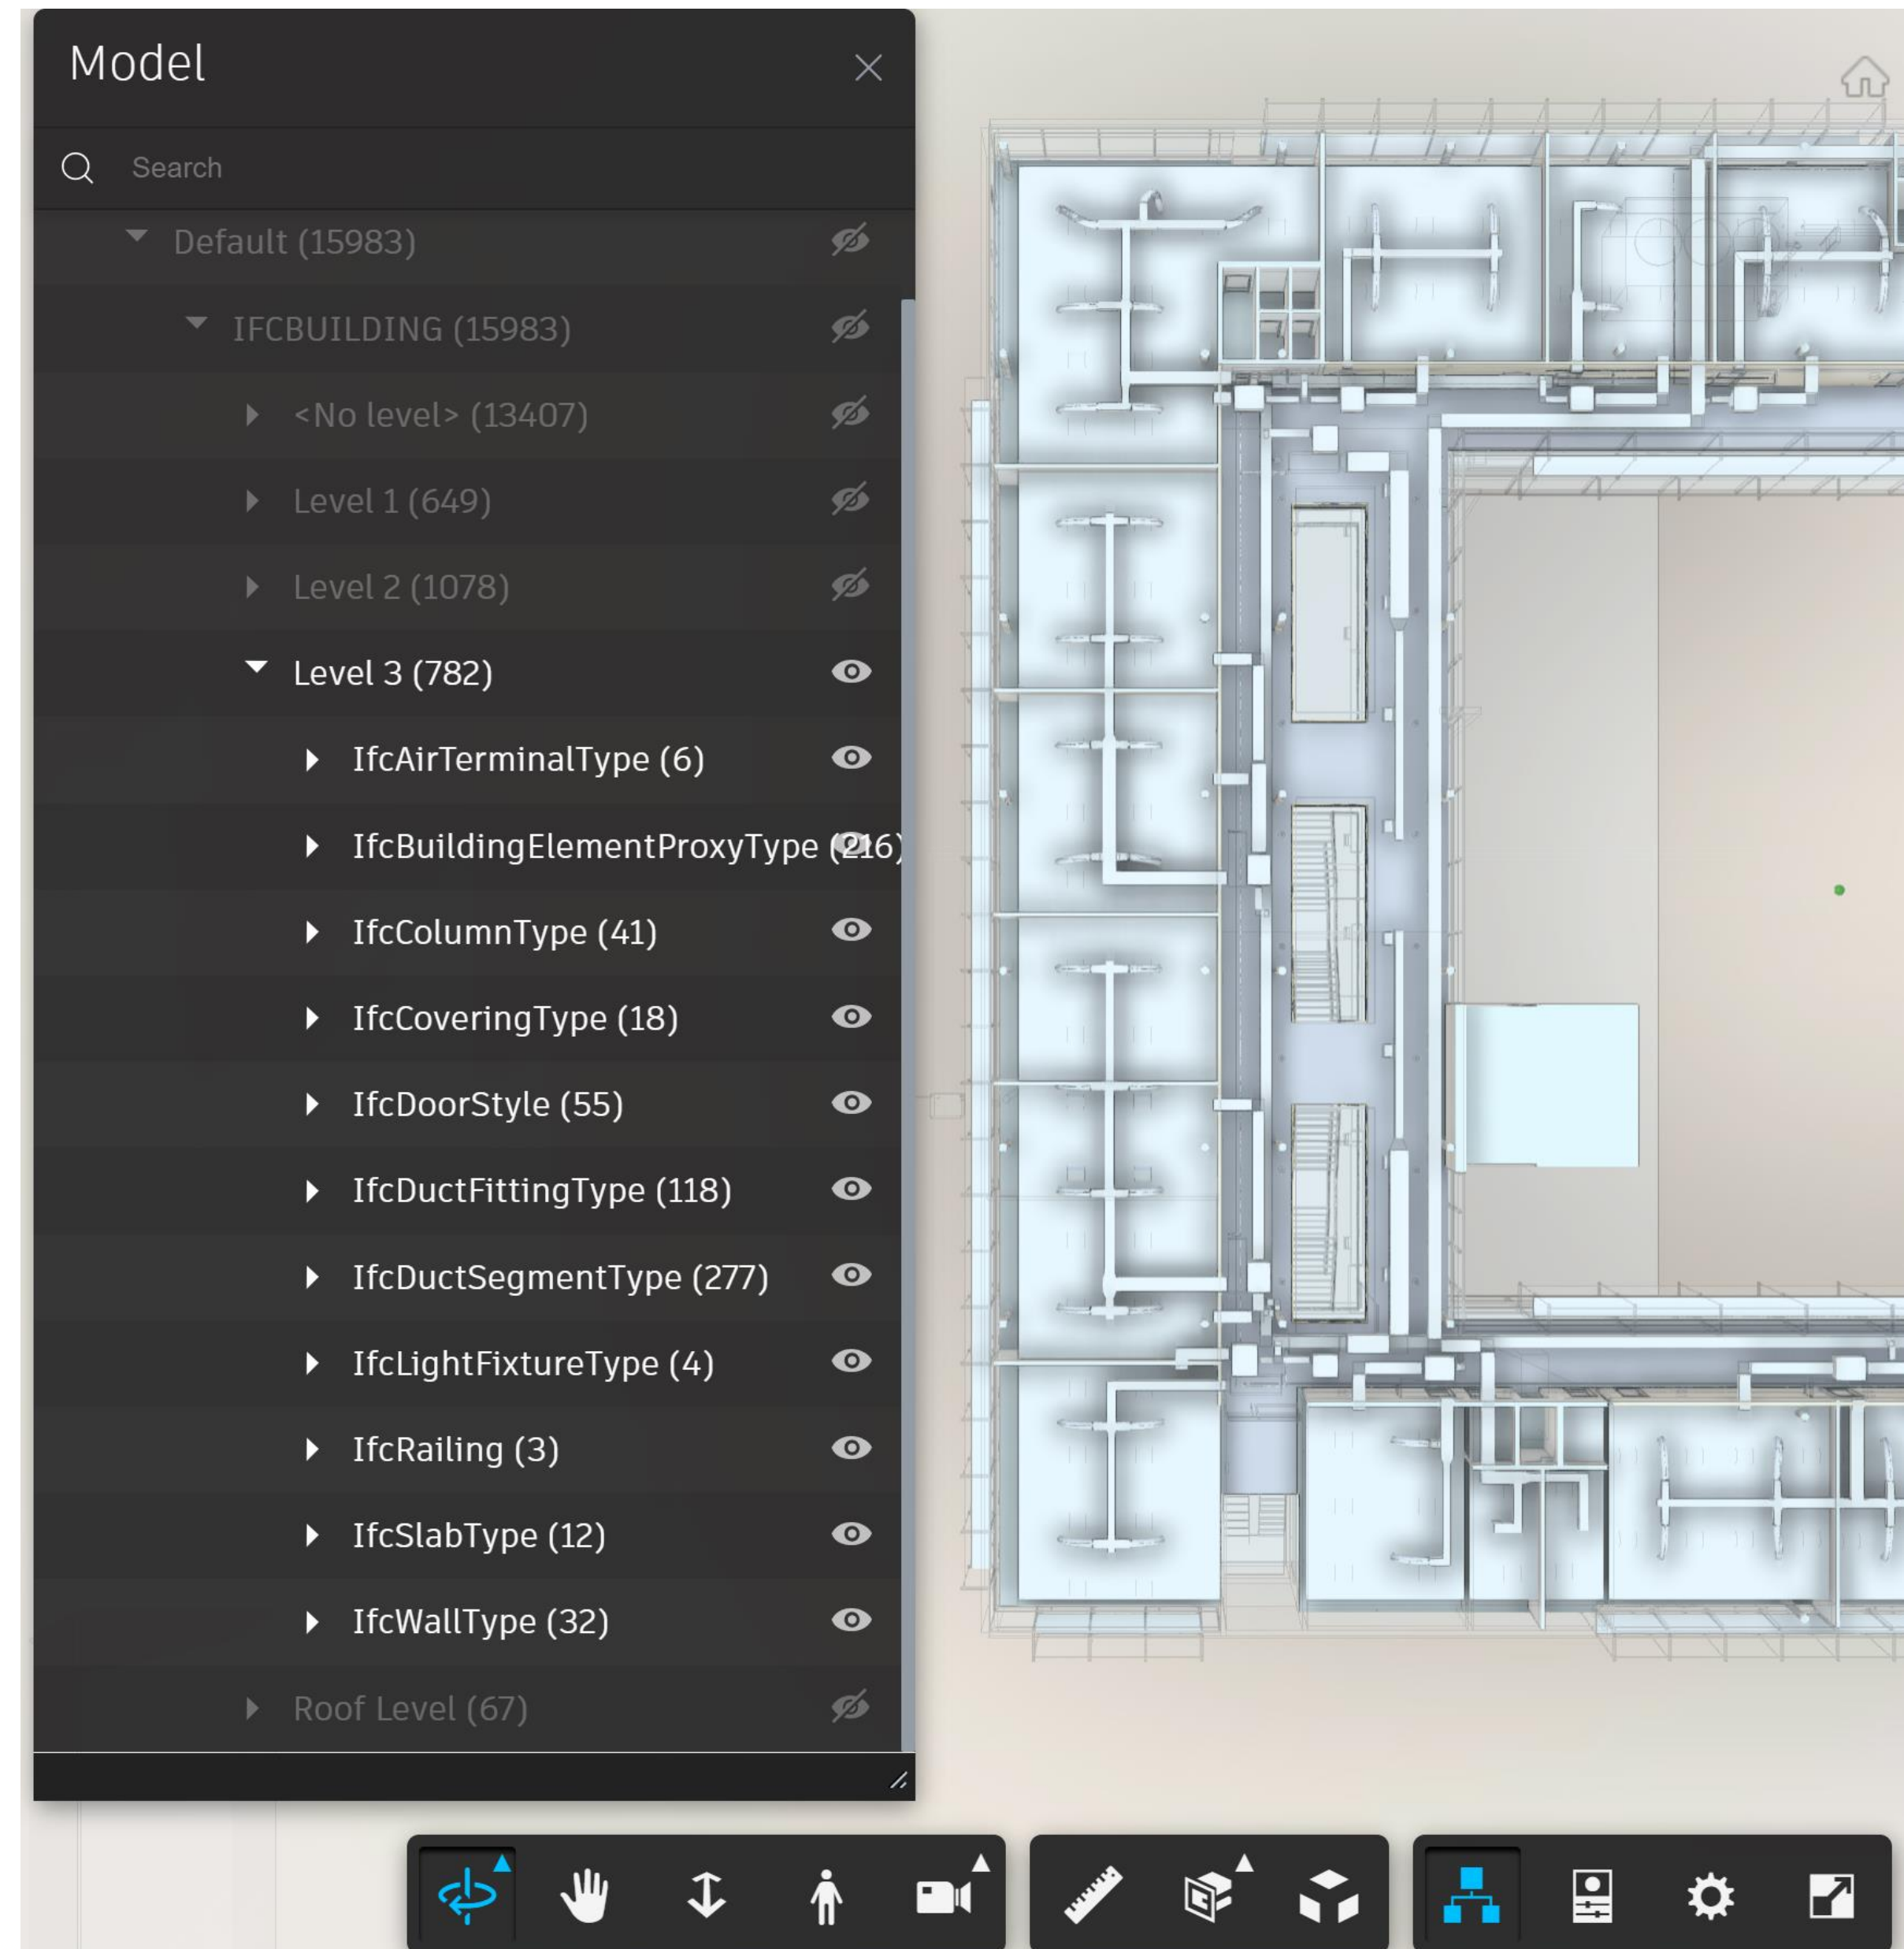 Model
Search
Default (15983)
IFCBUILDING (15983)
<No level> (13407)
Level 1 (649)
Level 2 (1078)
Level 3 (782)
IfcAirTerminalType (6)
IfcBuildingElementProxyType (216)
IfcColumnType (41)
IfcCoveringType (18)
IfcDoorStyle (55)
IfcDuctFittingType (118)
IfcDuctSegmentType (277)
IfcLightFixtureType (4)
IfcRailing (3)
IfcSlabType (12)
IfcWallType (32)
Roof Level (67)